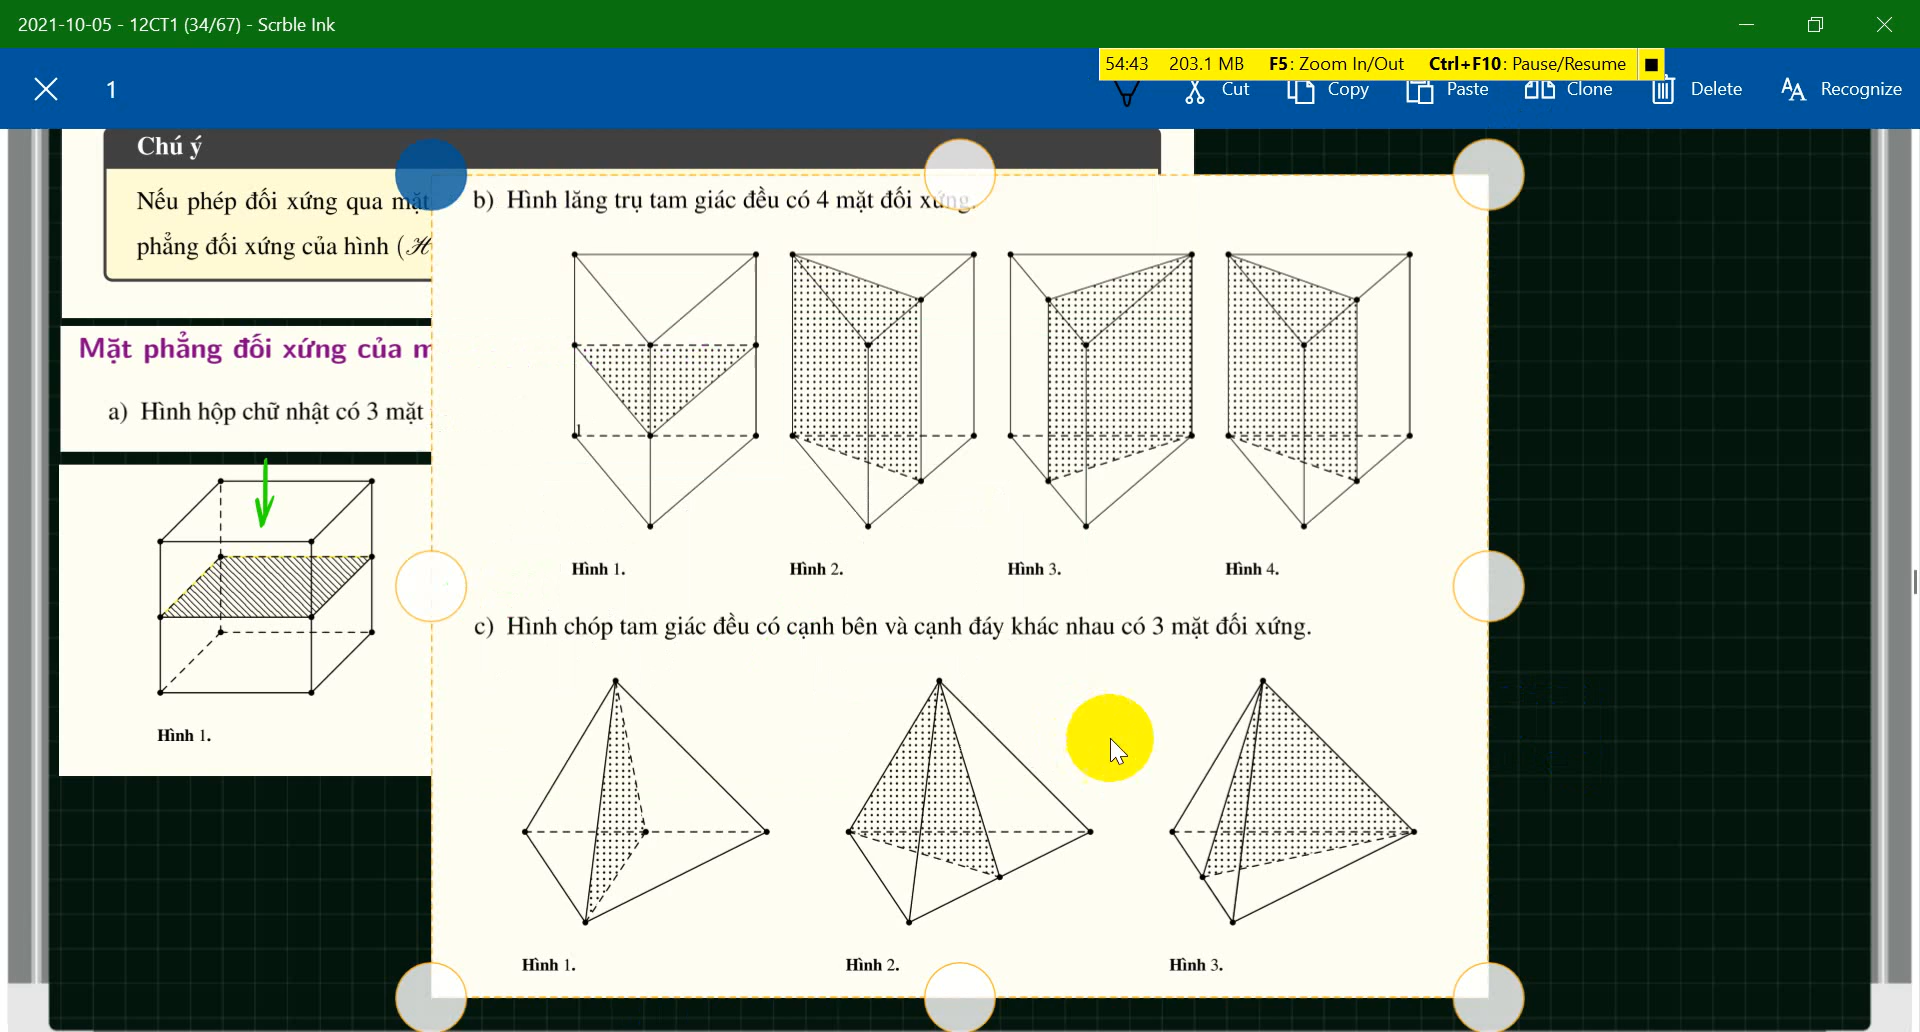 2021-10-05 - 12CT1 (34/67) - Scrble Ink
54:43 203.1 MB F5: Zoom In/Out Ctrl+F10: Pause/Resume
1 Cut Copy Paste Clone Delete Recognize
Chú ý
Nếu phép đối xứng qua mặt
phẳng đối xứng của hình (ℋ
Mặt phẳng đối xứng của m
a) Hình hộp chữ nhật có 3 mặt
Hình 1.
b) Hình lăng trụ tam giác đều có 4 mặt đối xứng.
1
Hình 1. Hình 2. Hình 3. Hình 4.
c) Hình chóp tam giác đều có cạnh bên và cạnh đáy khác nhau có 3 mặt đối xứng.
Hình 1. Hình 2. Hình 3.